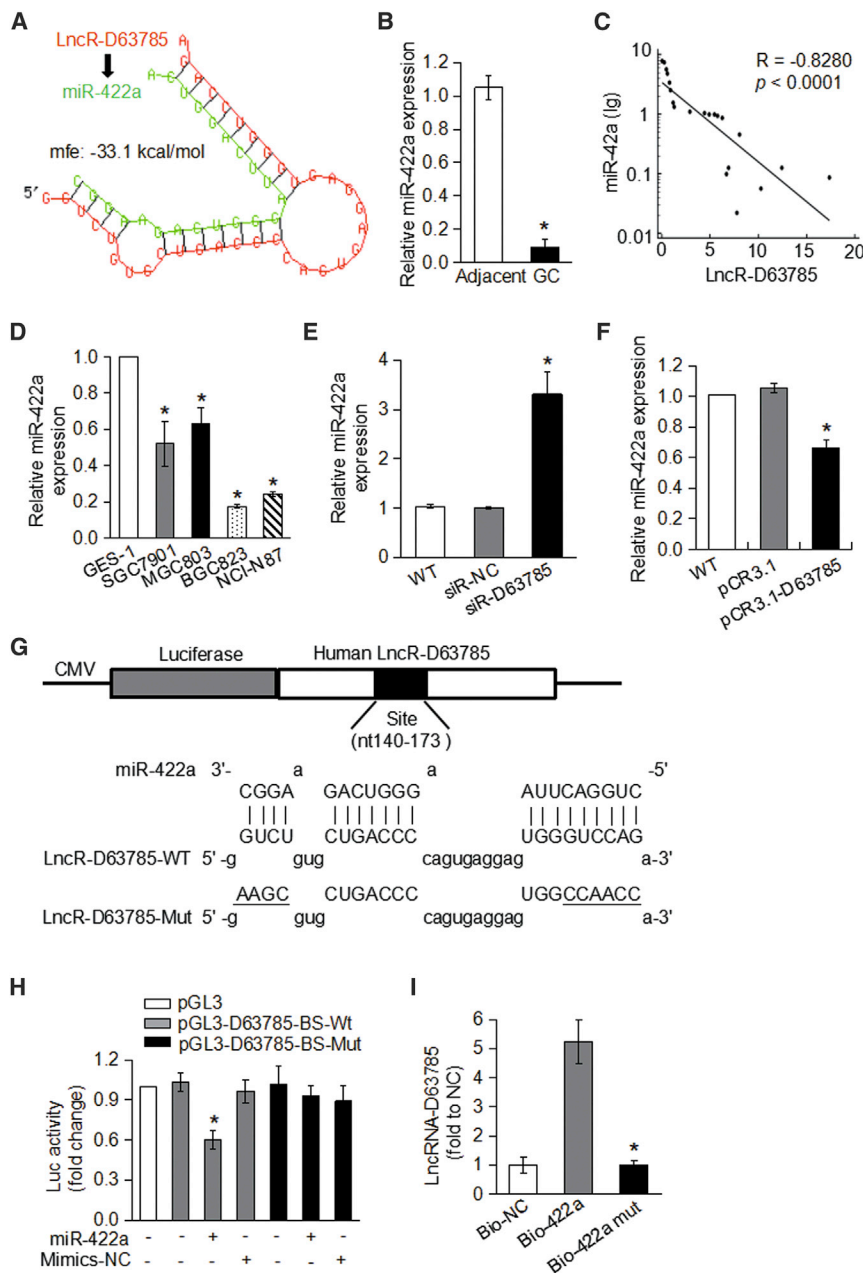 A
LncR-D63785
miR-422a
mfe: -33.1 kcal/mol
5'
B
Relative miR-422a expression
1.2
1.0
0.8
0.6
0.4
0.2
0.0
*
Adjacent GC
C
miR-42a (lg)
10
1
0.1
0.01
R = -0.8280
p < 0.0001
0 5 10 15 20
LncR-D63785
D
Relative miR-422a
expression
1.0
0.8
0.6
0.4
0.2
0.0
* * * *
GES-1
SGC7901
MGC803
BGC823
NCI-N87
E
Relative miR-422a
expression
4
3
2
1
0
*
WT
siR-NC
siR-D63785
F
Relative miR-422a expression
1.2
1.0
0.8
0.6
0.4
0.2
0.0
*
WT
pCR3.1
pCR3.1-D63785
G
CMV
Luciferase
Human LncR-D63785
Site
(nt140-173 )
miR-422a 3'- a a -5'
CGGA GACUGGG AUUCAGGUC
GUCU CUGACCC UGGGUCCAG
LncR-D63785-WT 5' -g gug cagugaggag a-3'
AAGC CUGACCC UGGCCAACC
LncR-D63785-Mut 5' -g gug cagugaggag a-3'
H
pGL3
pGL3-D63785-BS-Wt
pGL3-D63785-BS-Mut
Luc activity
(fold change)
1.2
0.9
0.6
0.3
0.0
*
miR-422a - - + - - + -
Mimics-NC - - - + - - +
I
LncRNA-D63785
(fold to NC)
6
5
4
3
2
1
0
*
Bio-NC
Bio-422a
Bio-422a mut